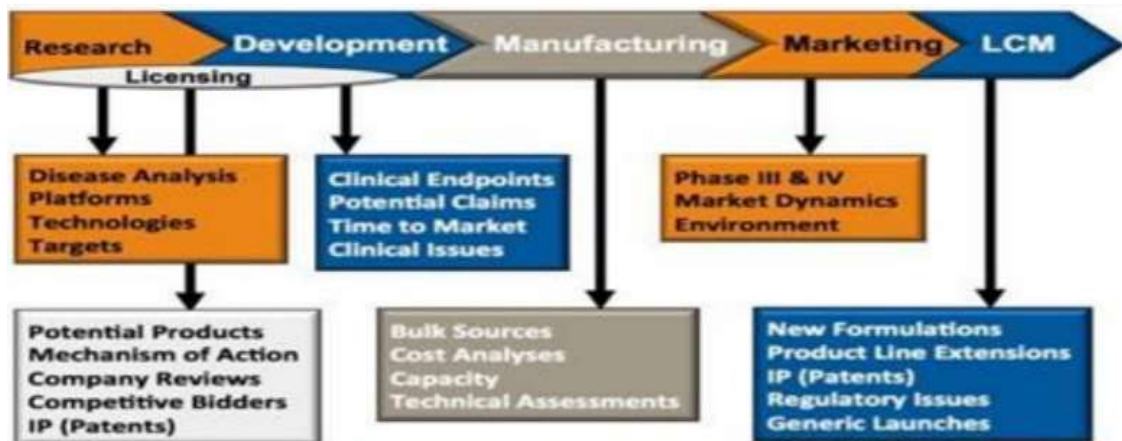 Research
Development
Manufacturing
Marketing
LCM
Licensing
Disease Analysis
Platforms
Technologies
Targets
Clinical Endpoints
Potential Claims
Time to Market
Clinical Issues
Phase III & IV
Market Dynamics
Environment
Potential Products
Mechanism of Action
Company Reviews
Competitive Bidders
IP (Patents)
Bulk Sources
Cost Analyses
Capacity
Technical Assessments
New Formulations
Product Line Extensions
IP (Patents)
Regulatory Issues
Generic Launches